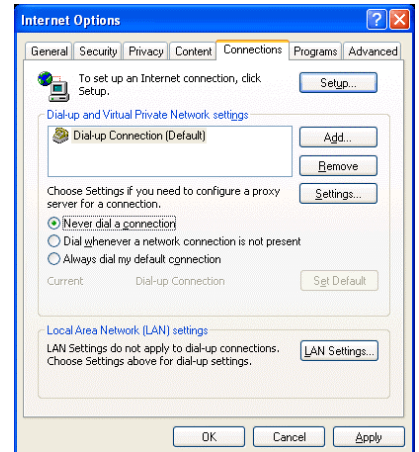 Internet Options
General Security Privacy Content Connections Programs Advanced
To set up an Internet connection, click
Setup.
Setup...
Dial-up and Virtual Private Network settings
Dial-up Connection (Default)
Add...
Remove
Choose Settings if you need to configure a proxy
server for a connection.
Settings...
Never dial a connection
Dial whenever a network connection is not present
Always dial my default connection
Current Dial-up Connection Set Default
Local Area Network (LAN) settings
LAN Settings do not apply to dial-up connections.
Choose Settings above for dial-up settings.
LAN Settings...
OK Cancel Apply